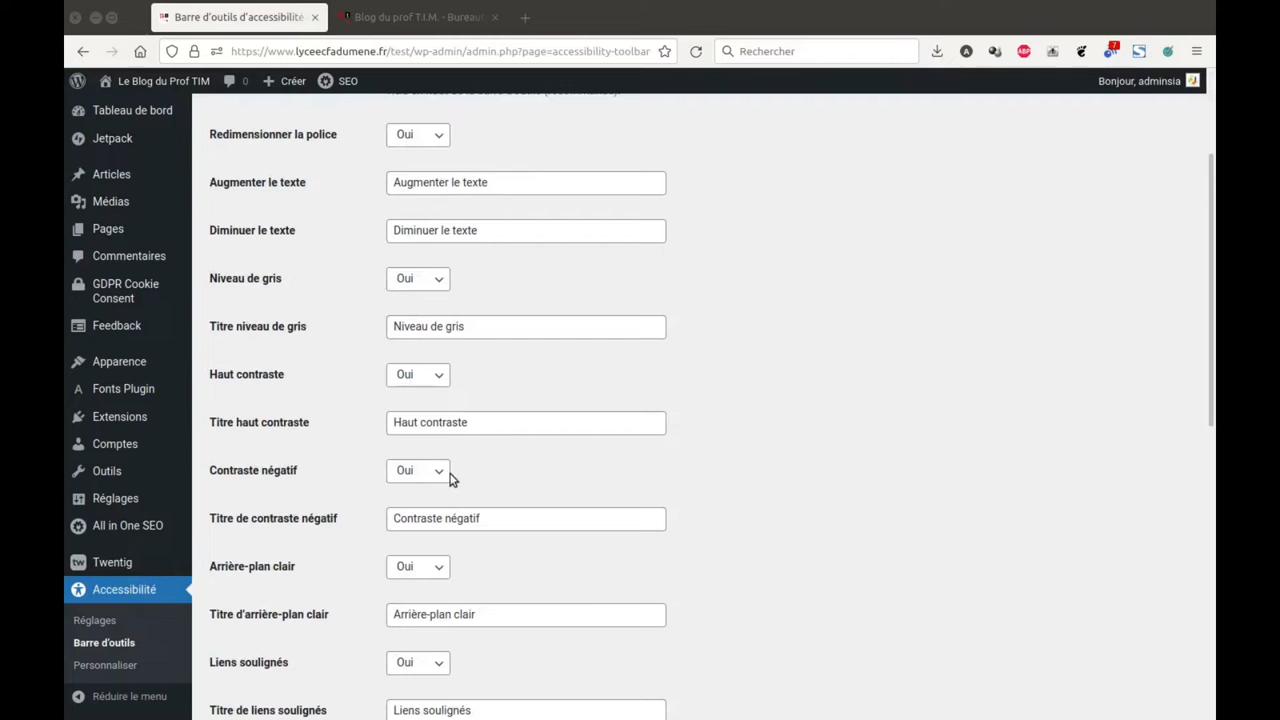 Barre d'outils d'accessibilité
Blog du prof T.I.M. - Bureaut
https://www.lyceecfadumene.fr/test/wp-admin/admin.php?page=accessibility-toolbar
Rechercher
ABP
7
Le Blog du Prof TIM
0
Créer
SEO
Bonjour, adminsia
Tableau de bord
Jetpack
Articles
Médias
Pages
Commentaires
GDPR Cookie
Consent
Feedback
Apparence
Fonts Plugin
Extensions
Comptes
Outils
Réglages
All in One SEO
tw Twentig
Accessibilité
Réglages
Barre d'outils
Personnaliser
Réduire le menu
Redimensionner la police Oui
Augmenter le texte Augmenter le texte
Diminuer le texte Diminuer le texte
Niveau de gris Oui
Titre niveau de gris Niveau de gris
Haut contraste Oui
Titre haut contraste Haut contraste
Contraste négatif Oui
Titre de contraste négatif Contraste négatif
Arrière-plan clair Oui
Titre d'arrière-plan clair Arrière-plan clair
Liens soulignés Oui
Titre de liens soulignés Liens soulignés